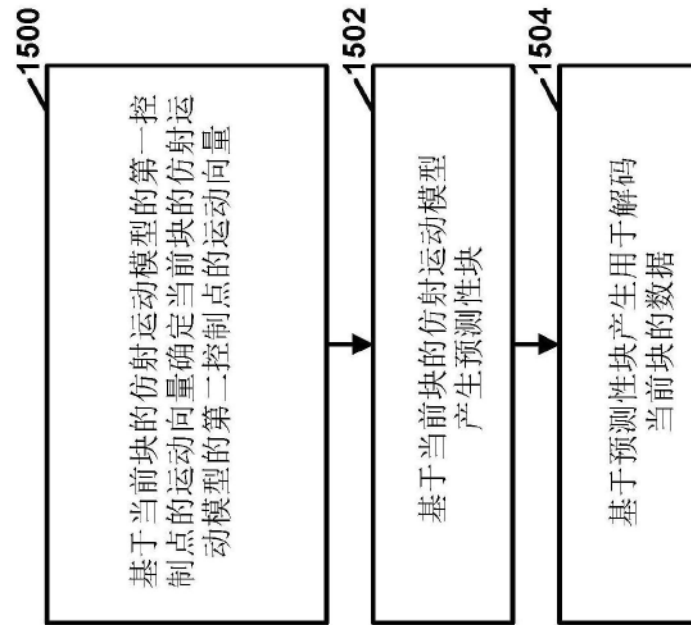 1500
基于当前块的仿射运动模型的第一控
制点的运动向量确定当前块的仿射运
动模型的第二控制点的运动向量
1502
基于当前块的仿射运动模型
产生预测性块
1504
基于预测性块产生用于解码
当前块的数据